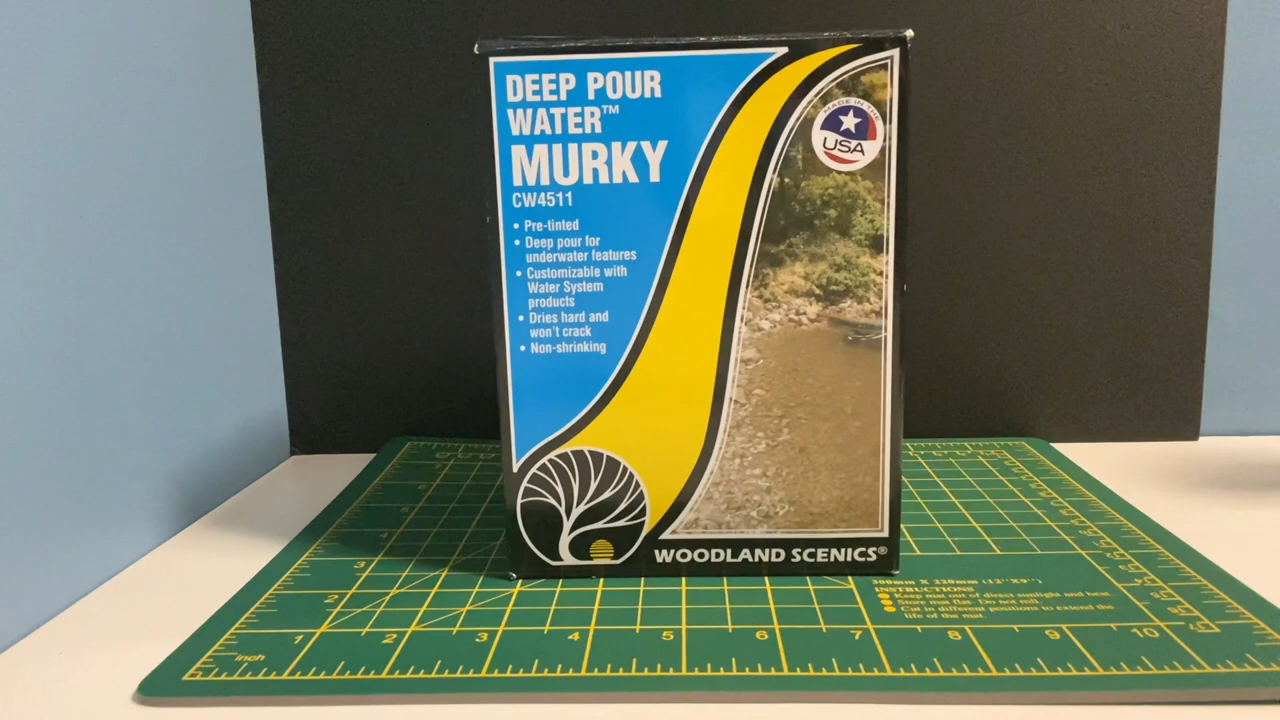 DEEP POUR
WATER™
MURKY
CW4511
• Pre-tinted
• Deep pour for
underwater features
• Customizable with
Water System
products
• Dries hard and
won't crack
• Non-shrinking
MADE IN THE
USA
WOODLAND SCENICS®
300mm X 220mm (12"X9")
INSTRUCTIONS
Keep mat out of direct sunlight and heat.
Store mat flat. Do not roll.
Cut in different positions to extend the
life of the mat.
3
2
1 2 3 4 5 6 7 8 9 10
inch